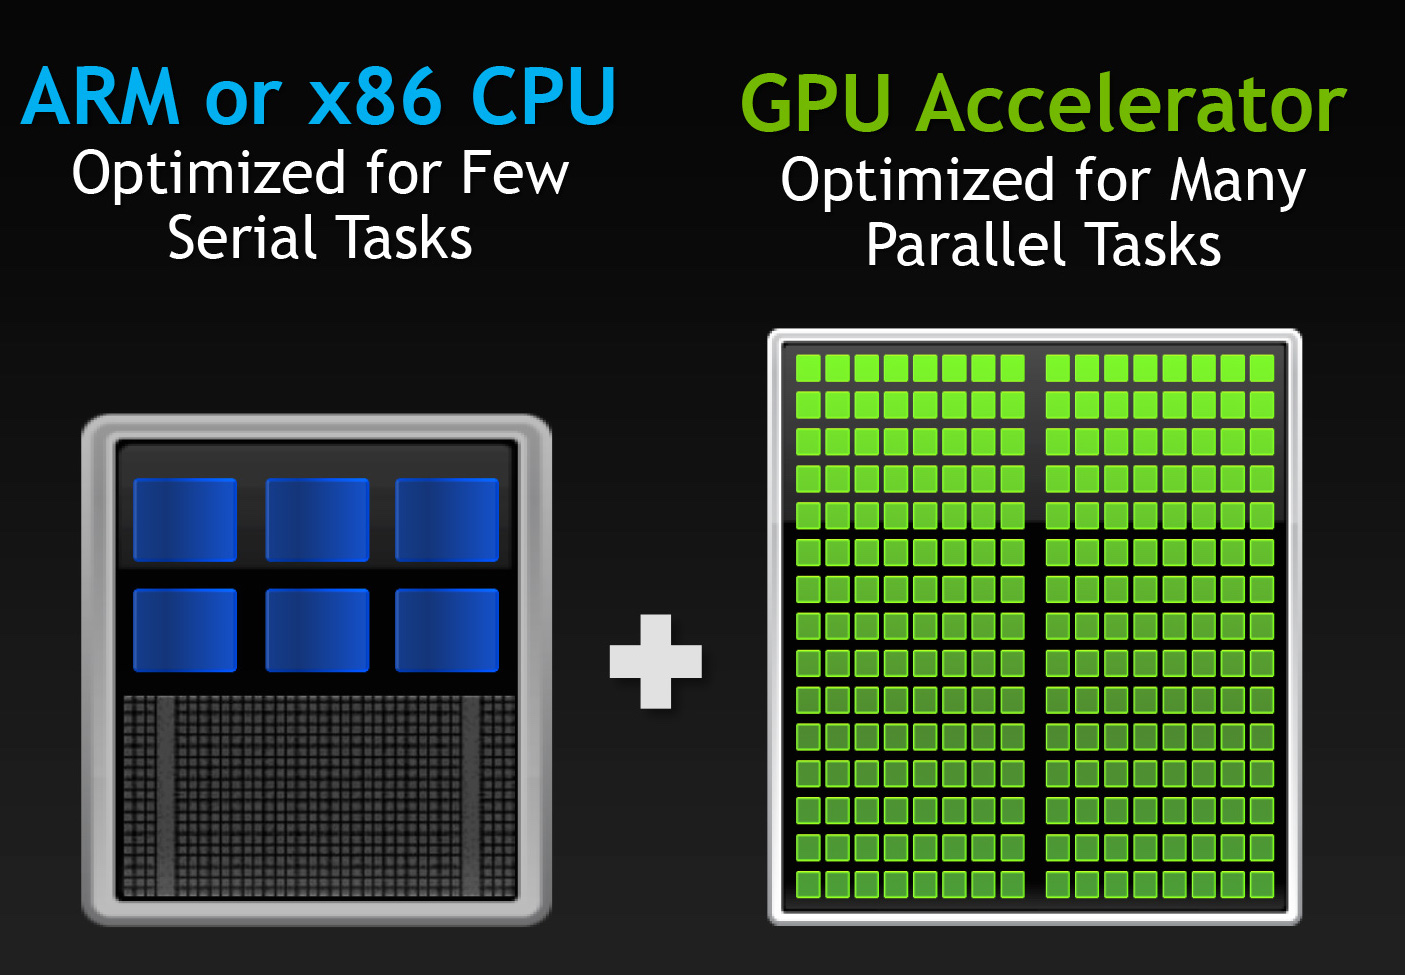 ARM or x86 CPU
Optimized for Few
Serial Tasks
GPU Accelerator
Optimized for Many
Parallel Tasks